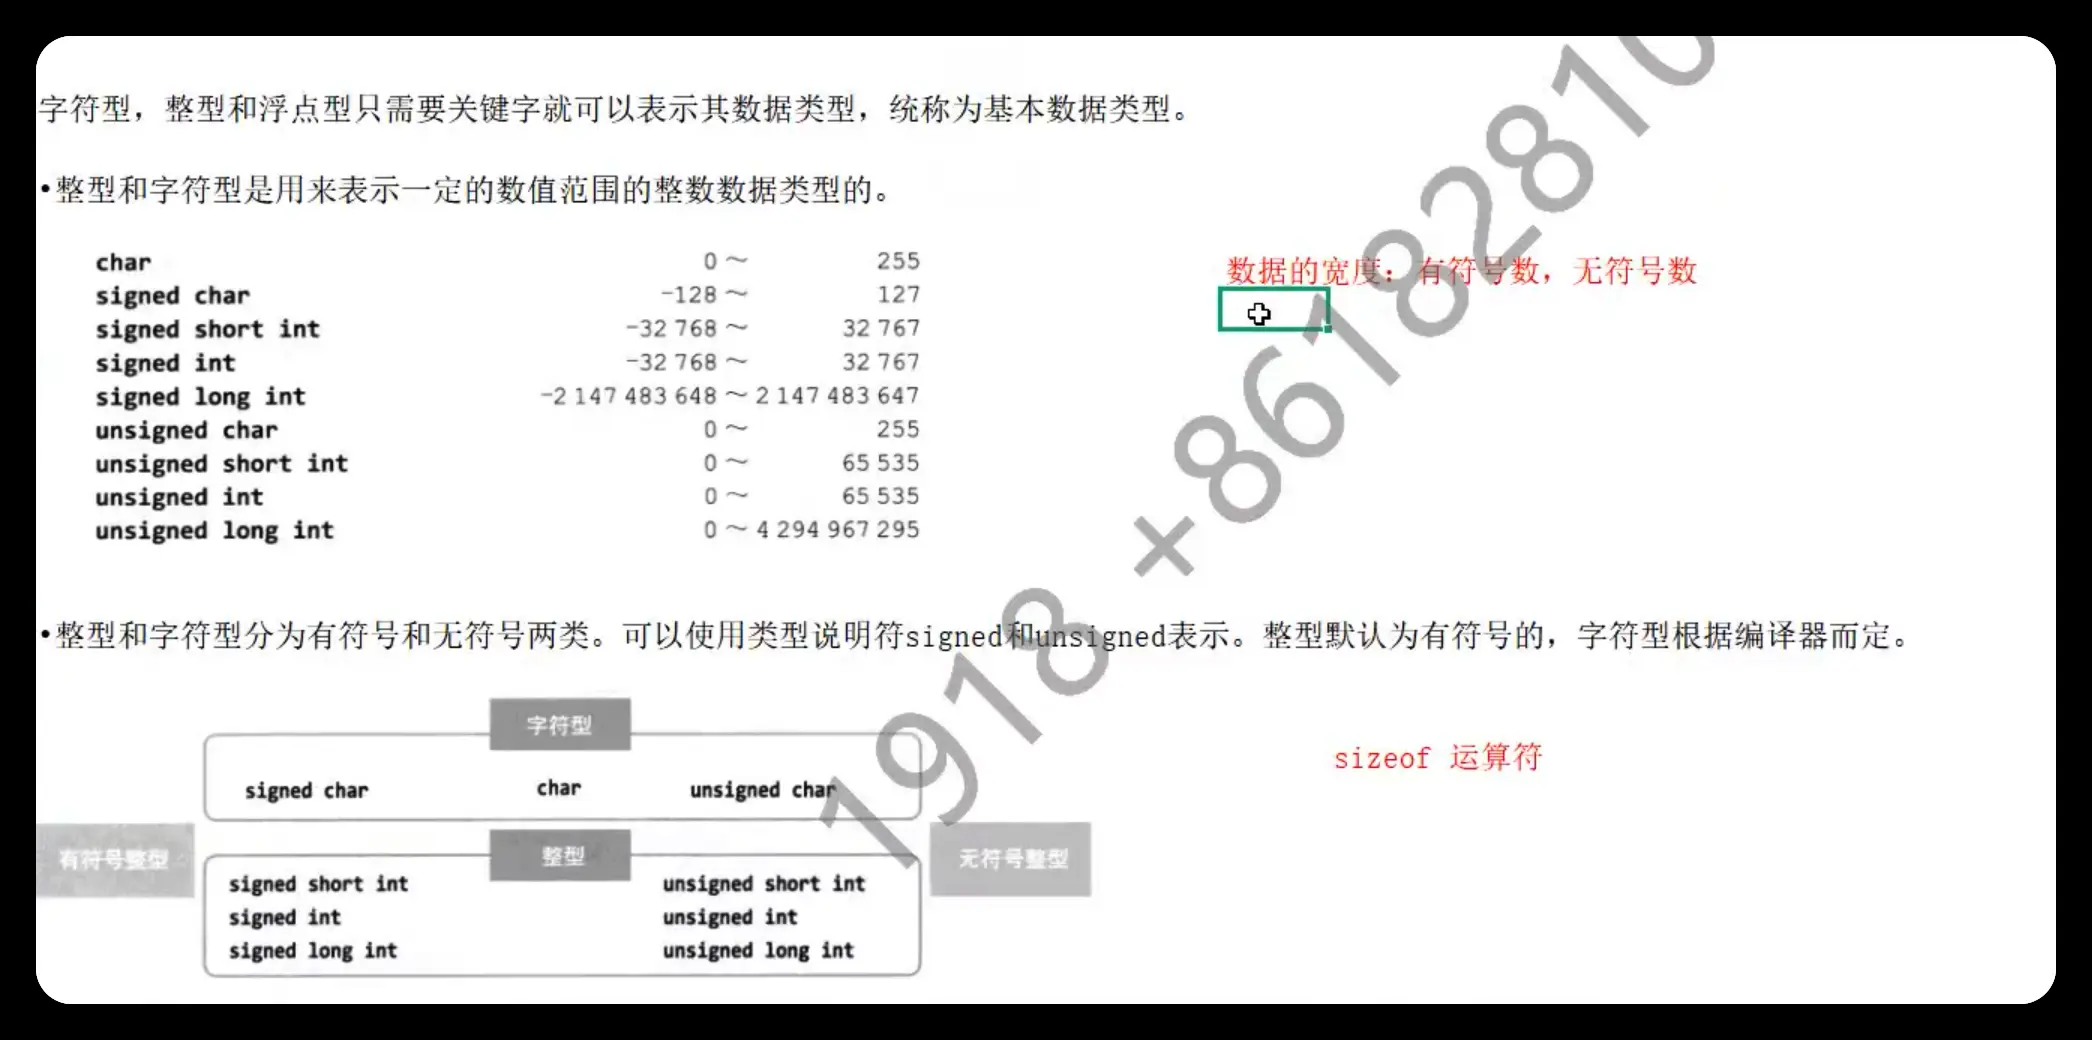 字符型，整型和浮点型只需要关键字就可以表示其数据类型，统称为基本数据类型。
•整型和字符型是用来表示一定的数值范围的整数数据类型的。
char 0～ 255
signed char -128～ 127
signed short int -32 768～ 32 767
signed int -32 768～ 32 767
signed long int -2 147 483 648～2 147 483 647
unsigned char 0～ 255
unsigned short int 0～ 65 535
unsigned int 0～ 65 535
unsigned long int 0～4 294 967 295
数据的宽度：有符号数，无符号数
•整型和字符型分为有符号和无符号两类。可以使用类型说明符signed和unsigned表示。整型默认为有符号的，字符型根据编译器而定。
字符型
signed char char unsigned char
sizeof 运算符
有符号整型
整型
无符号整型
signed short int unsigned short int
signed int unsigned int
signed long int unsigned long int
1918 +86182810